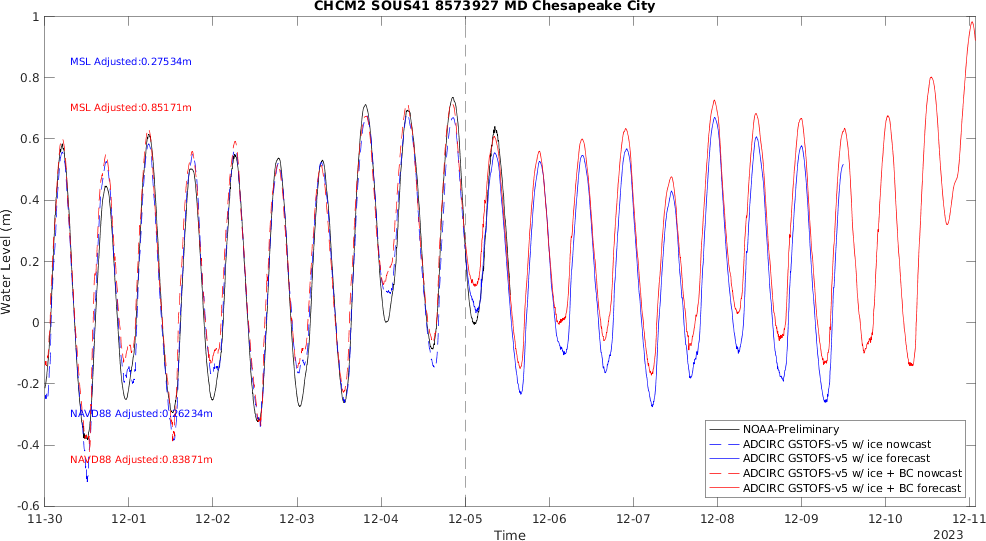 CHCM2 SOUS41 8573927 MD Chesapeake City
1
0.8
0.6
0.4
0.2
0
-0.2
-0.4
-0.6
Water Level (m)
MSL Adjusted:0.27534m
MSL Adjusted:0.85171m
NAVD88 Adjusted:0.26234m
NAVD88 Adjusted:0.83871m
NOAA-Preliminary
ADCIRC GSTOFS-v5 w/ ice nowcast
ADCIRC GSTOFS-v5 w/ ice forecast
ADCIRC GSTOFS-v5 w/ ice + BC nowcast
ADCIRC GSTOFS-v5 w/ ice + BC forecast
11-30 12-01 12-02 12-03 12-04 12-05 12-06 12-07 12-08 12-09 12-10 12-11
Time
2023